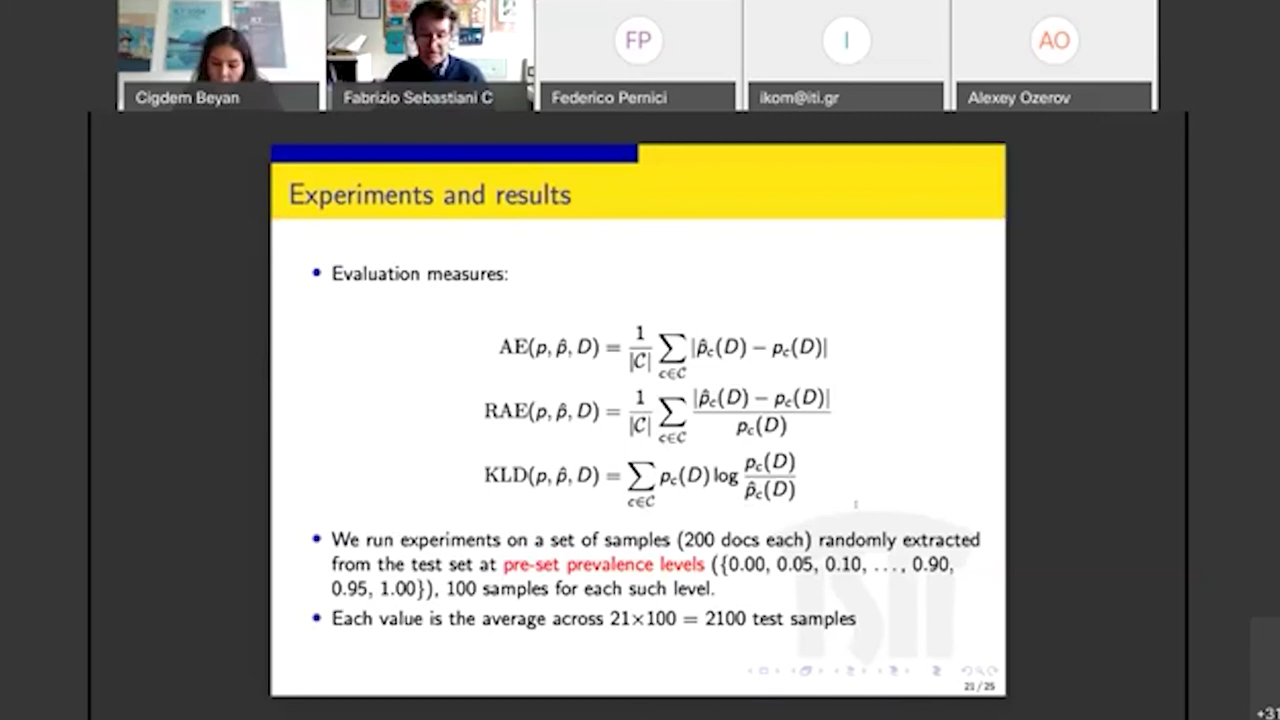 Cigdem Beyan
Fabrizio Sebastiani C
FP
Federico Pernici
I
ikom@iti.gr
AO
Alexey Ozerov
Experiments and results
• Evaluation measures:
AE(p, p̂, D) = 1/|C| ∑_{c∈C} |p̂_c(D) − p_c(D)|
RAE(p, p̂, D) = 1/|C| ∑_{c∈C} |p̂_c(D) − p_c(D)| / p_c(D)
KLD(p, p̂, D) = ∑_{c∈C} p_c(D) log p_c(D) / p̂_c(D)
• We run experiments on a set of samples (200 docs each) randomly extracted
from the test set at pre-set prevalence levels ({0.00, 0.05, 0.10, ..., 0.90,
0.95, 1.00}), 100 samples for each such level.
• Each value is the average across 21×100 = 2100 test samples
21 / 25